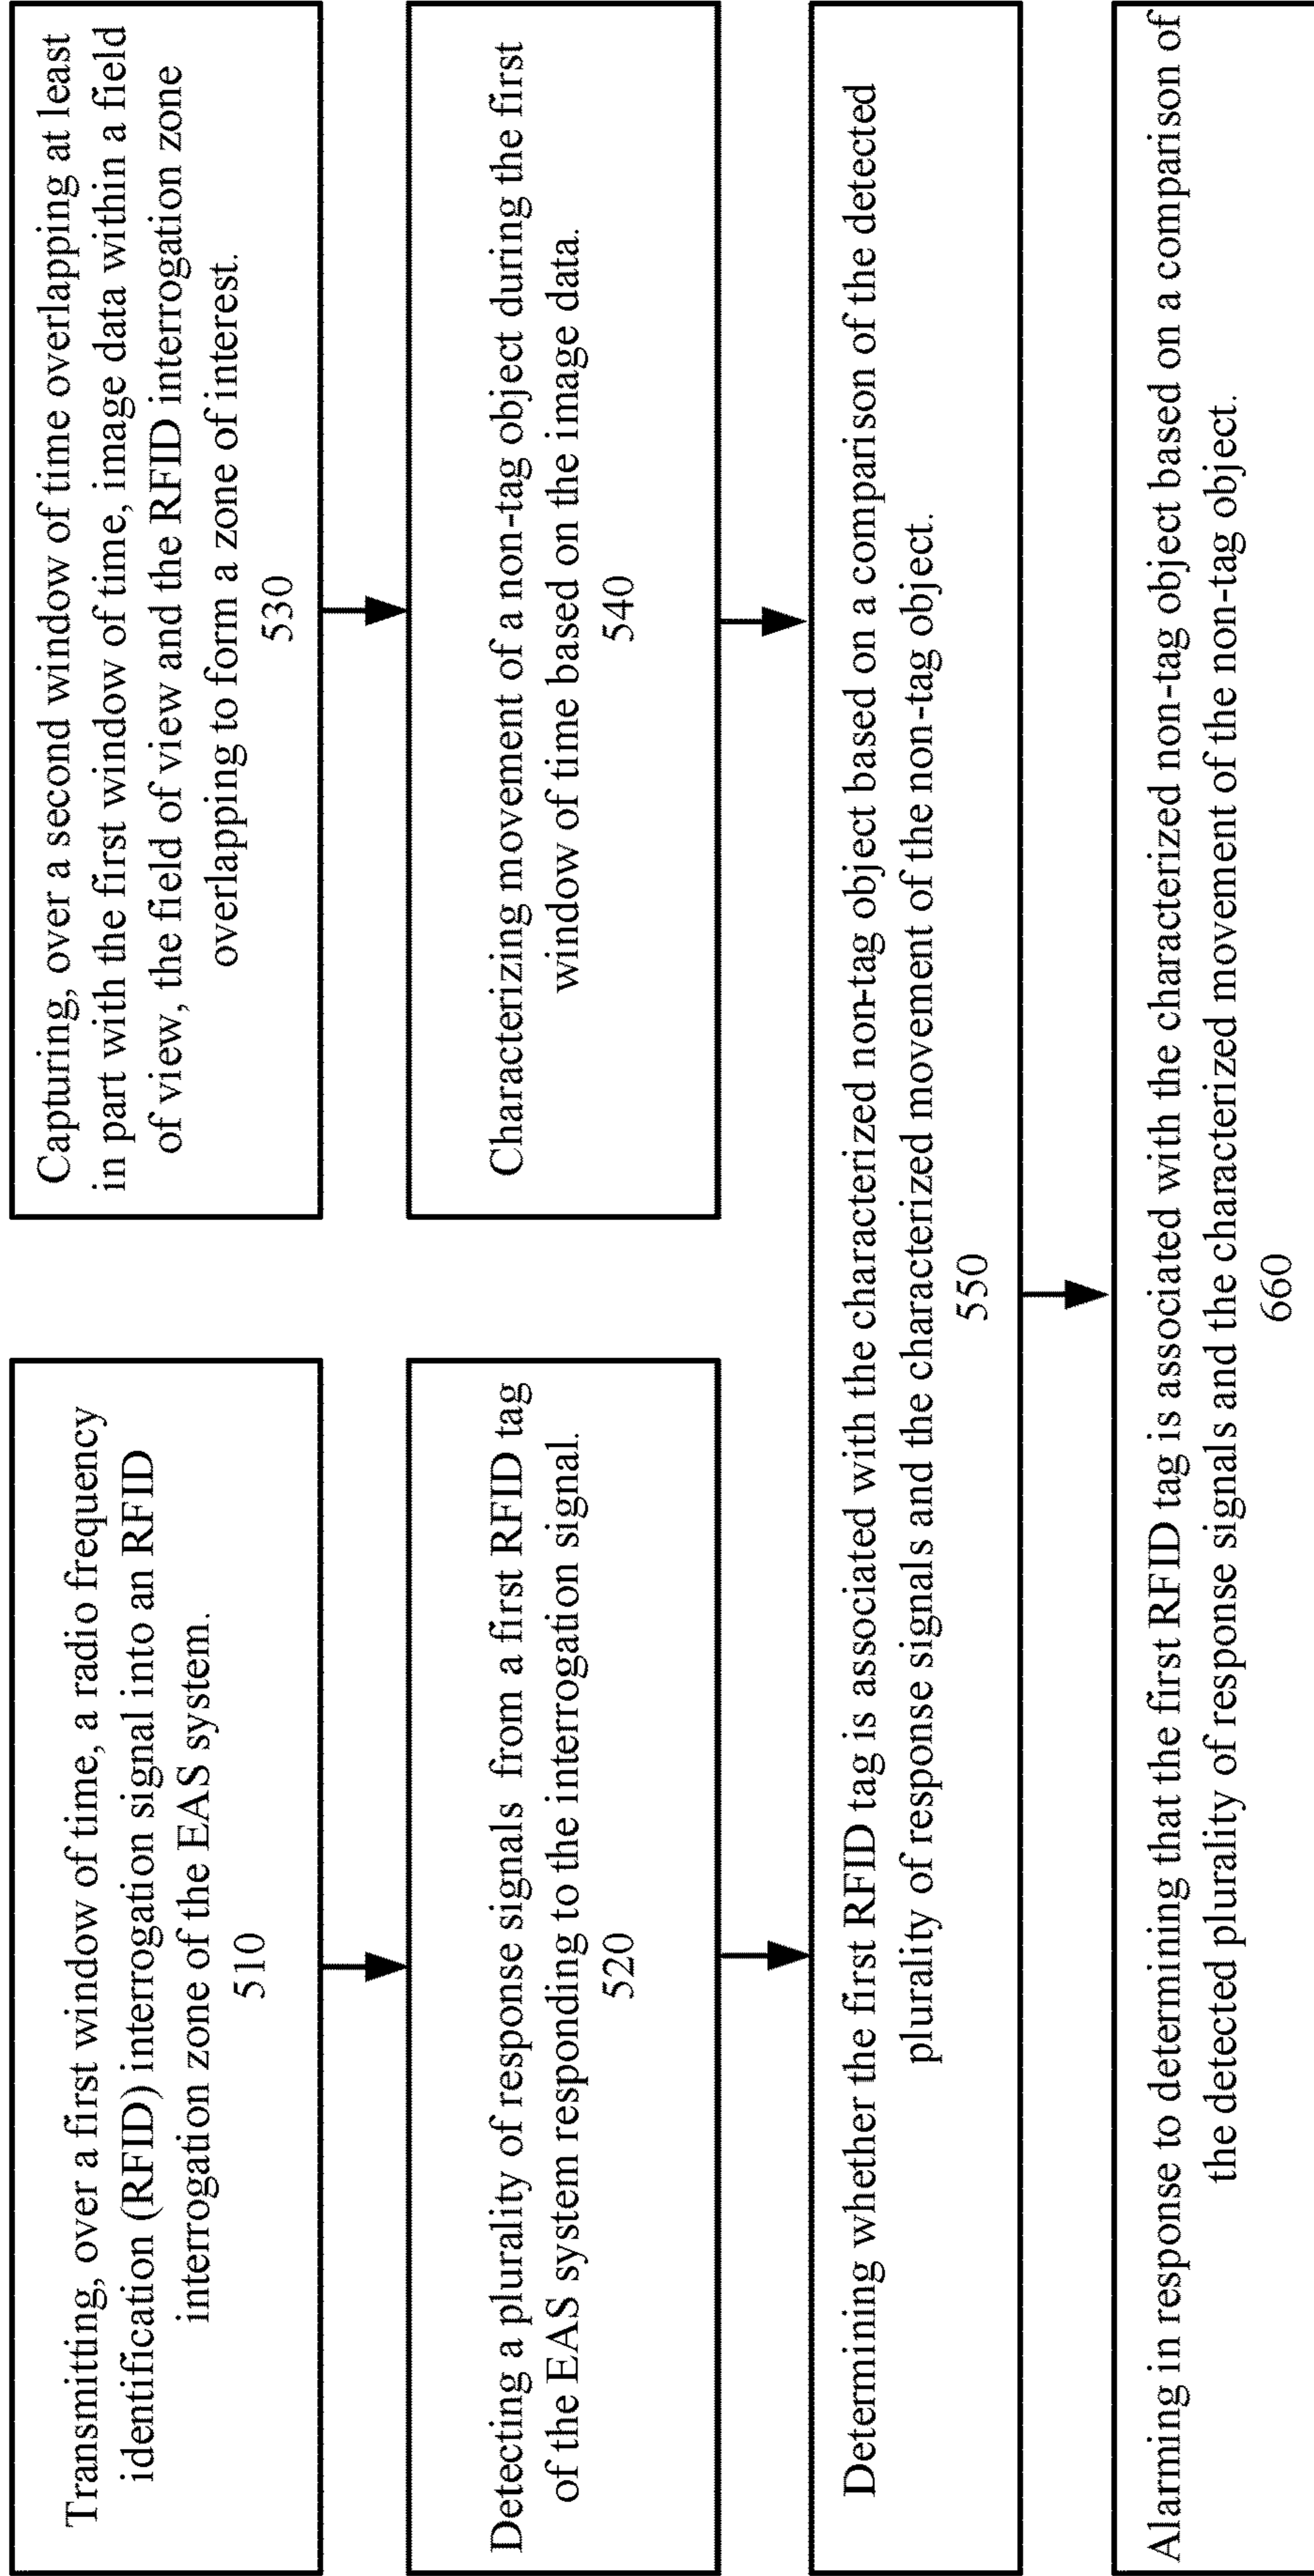 Transmitting, over a first window of time, a radio frequency
identification (RFID) interrogation signal into an RFID
interrogation zone of the EAS system.
510
Detecting a plurality of response signals from a first RFID tag
of the EAS system responding to the interrogation signal.
520
Capturing, over a second window of time overlapping at least
in part with the first window of time, image data within a field
of view, the field of view and the RFID interrogation zone
overlapping to form a zone of interest.
530
Characterizing movement of a non-tag object during the first
window of time based on the image data.
540
Determining whether the first RFID tag is associated with the characterized non-tag object based on a comparison of the detected
plurality of response signals and the characterized movement of the non-tag object.
550
Alarming in response to determining that the first RFID tag is associated with the characterized non-tag object based on a comparison of
the detected plurality of response signals and the characterized movement of the non-tag object.
660